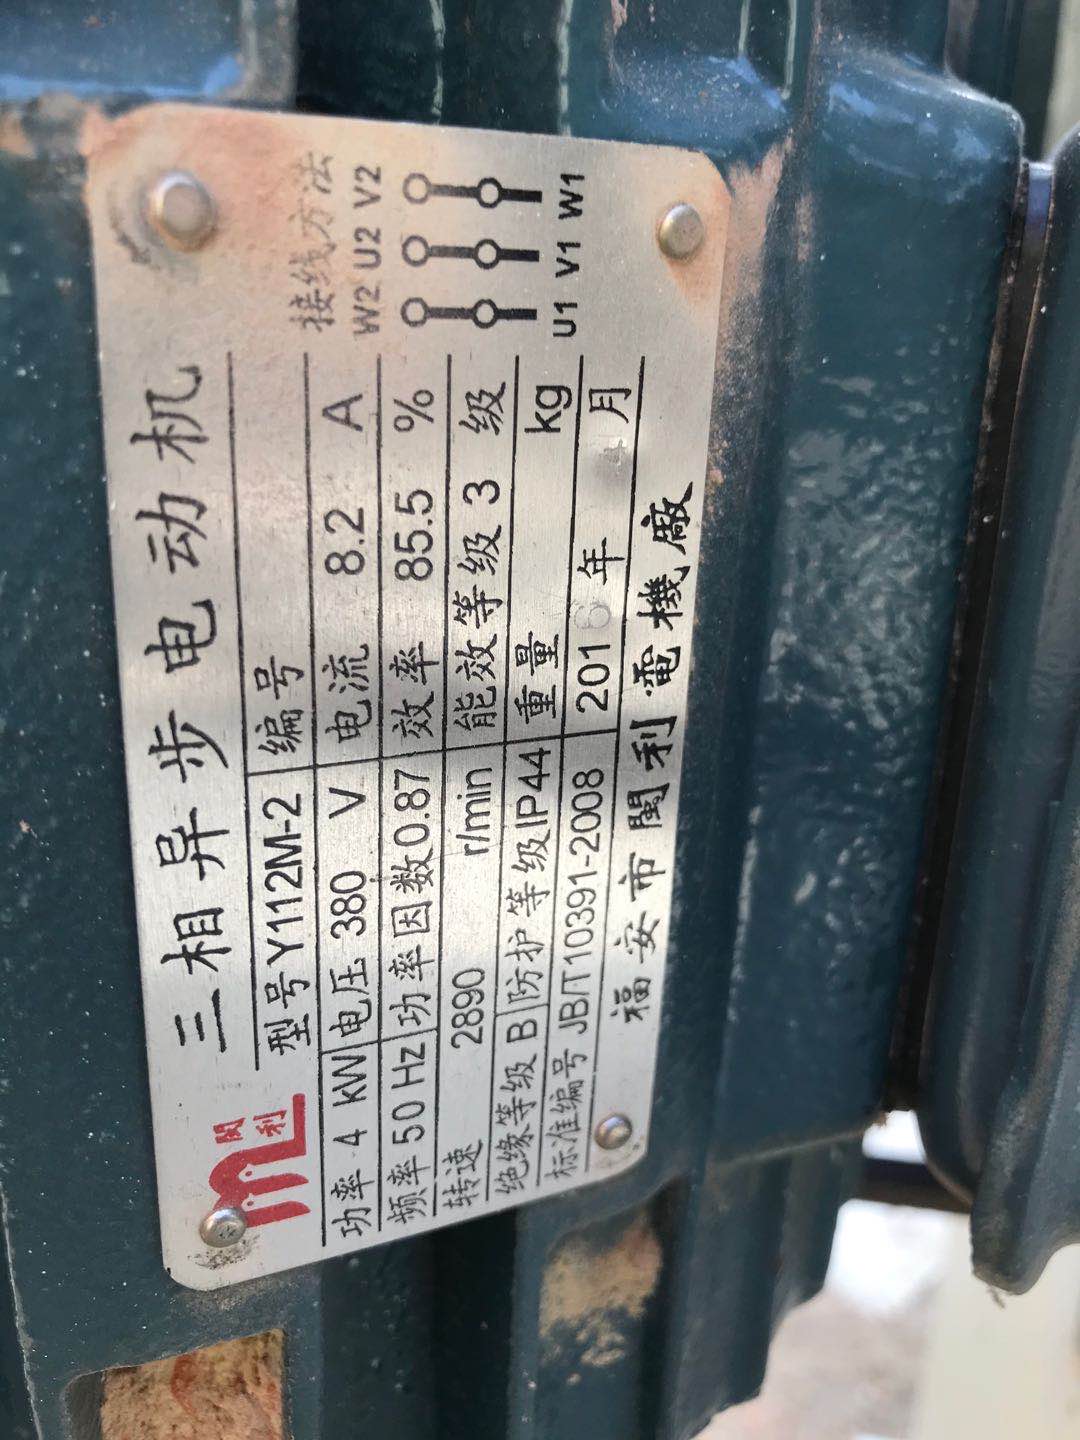 闽利
三相异步电动机
型号 Y112M-2 编号
功率 4 kW 电压 380 V 电流 8.2 A
频率 50 Hz 功率因数 0.87 效率 85.5 %
转速 2890 r/min 能效等级 3 级
绝缘等级 B 防护等级 IP44 重量 kg
标准编号 JB/T10391-2008 2016 年 月
福安市閩利電機廠
接线方法
W2 U2 V2
U1 V1 W1